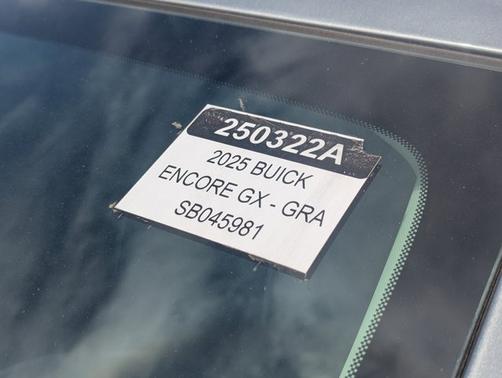 250322A
2025 BUICK
ENCORE GX - GRA
SB045981